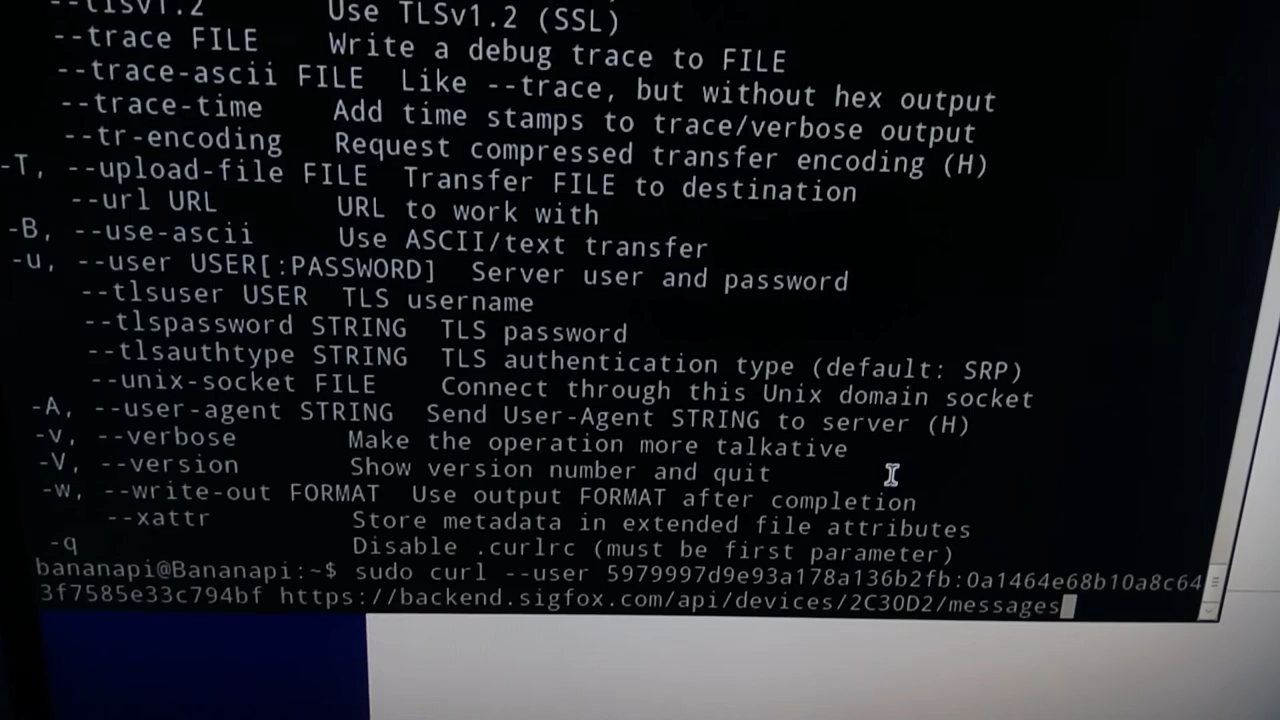 --tlsv1.2 Use TLSv1.2 (SSL)
--trace FILE Write a debug trace to FILE
--trace-ascii FILE Like --trace, but without hex output
--trace-time Add time stamps to trace/verbose output
--tr-encoding Request compressed transfer encoding (H)
-T, --upload-file FILE Transfer FILE to destination
--url URL URL to work with
-B, --use-ascii Use ASCII/text transfer
-u, --user USER[:PASSWORD] Server user and password
--tlsuser USER TLS username
--tlspassword STRING TLS password
--tlsauthtype STRING TLS authentication type (default: SRP)
--unix-socket FILE Connect through this Unix domain socket
-A, --user-agent STRING Send User-Agent STRING to server (H)
-v, --verbose Make the operation more talkative
-V, --version Show version number and quit
-w, --write-out FORMAT Use output FORMAT after completion
--xattr Store metadata in extended file attributes
-q Disable .curlrc (must be first parameter)
bananapi@Bananapi:~$ sudo curl --user 5979997d9e93a178a136b2fb:0a1464e68b10a8c64
3f7585e33c794bf https://backend.sigfox.com/api/devices/2C30D2/messages